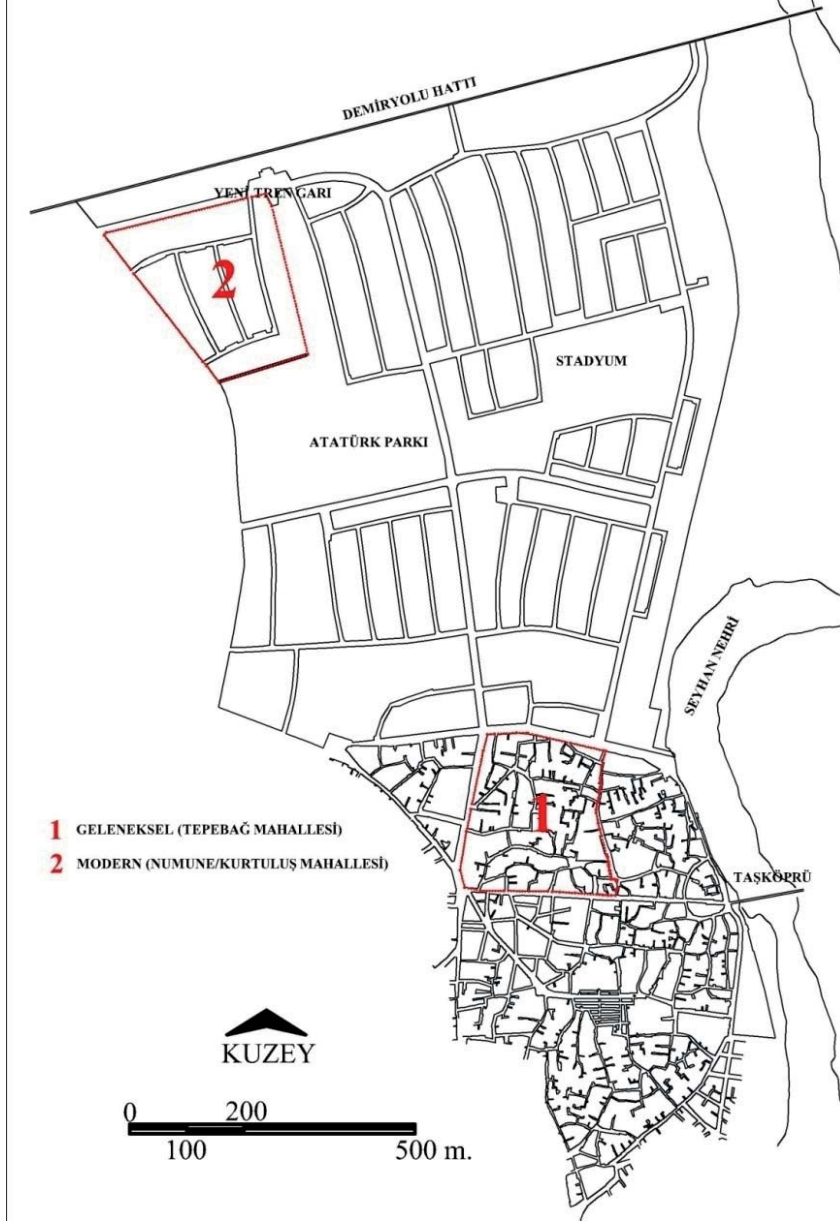 DEMİRYOLU HATTI
YENİ TREN GARI
2
STADYUM
ATATÜRK PARKI
SEYHAN NEHRİ
1
1 GELENEKSEL (TEPEBAĞ MAHALLESİ)
2 MODERN (NUMUNE/KURTULUŞ MAHALLESİ)
TAŞKÖPRÜ
KUZEY
0 200
100 500 m.